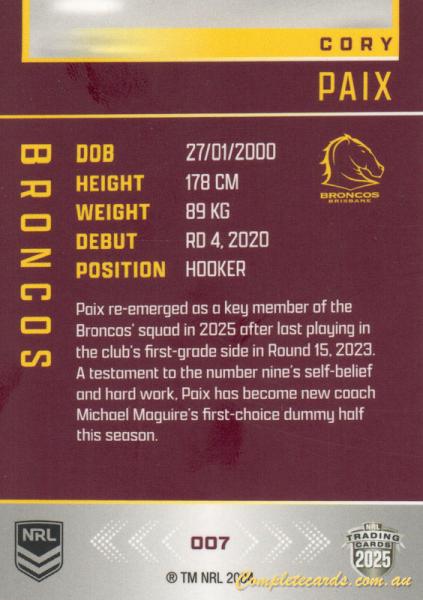 CORY
PAIX
BRONCOS
DOB 27/01/2000
HEIGHT 178 CM
WEIGHT 89 KG
DEBUT RD 4, 2020
POSITION HOOKER
BRONCOS
BRISBANE
Paix re-emerged as a key member of the
Broncos' squad in 2025 after last playing in
the club's first-grade side in Round 15, 2023.
A testament to the number nine's self-belief
and hard work, Paix has become new coach
Michael Maguire's first-choice dummy half
this season.
NRL
007
NRL
TRADING
CARDS
2025
® TM NRL
Completecards.com.au